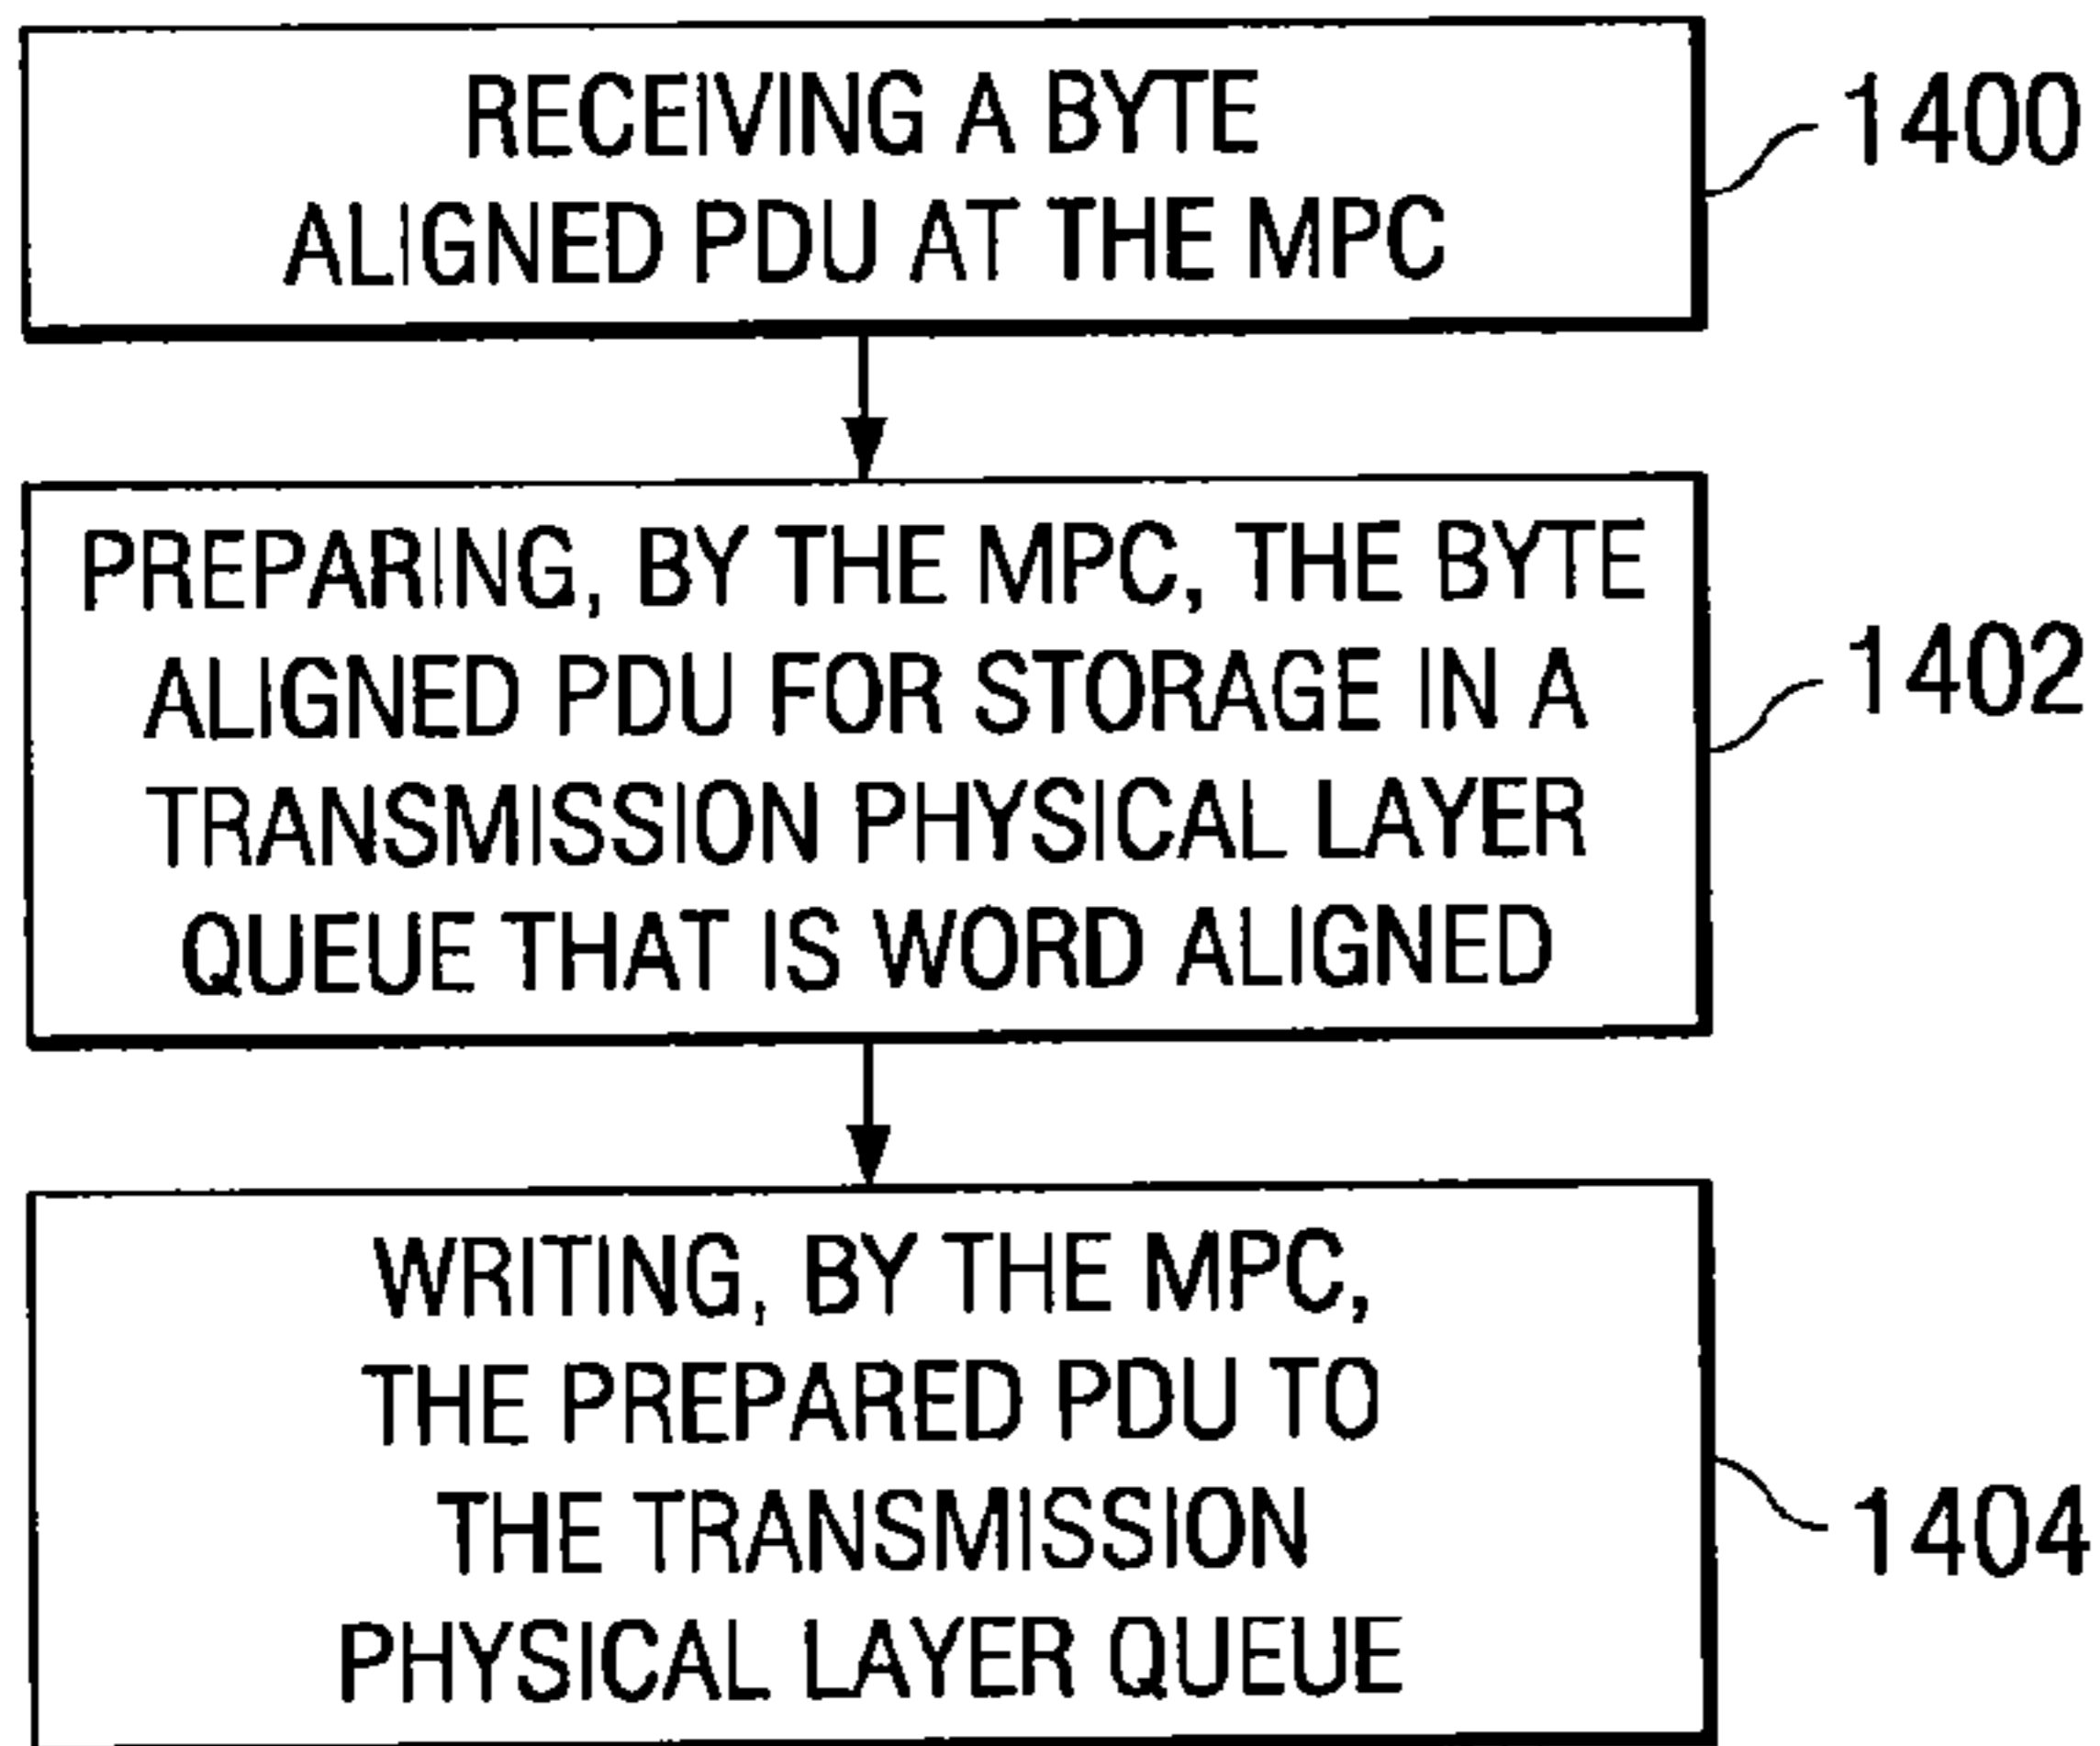 RECEIVING A BYTE
ALIGNED PDU AT THE MPC
1400
PREPARING, BY THE MPC, THE BYTE
ALIGNED PDU FOR STORAGE IN A
TRANSMISSION PHYSICAL LAYER
QUEUE THAT IS WORD ALIGNED
1402
WRITING, BY THE MPC,
THE PREPARED PDU TO
THE TRANSMISSION
PHYSICAL LAYER QUEUE
1404